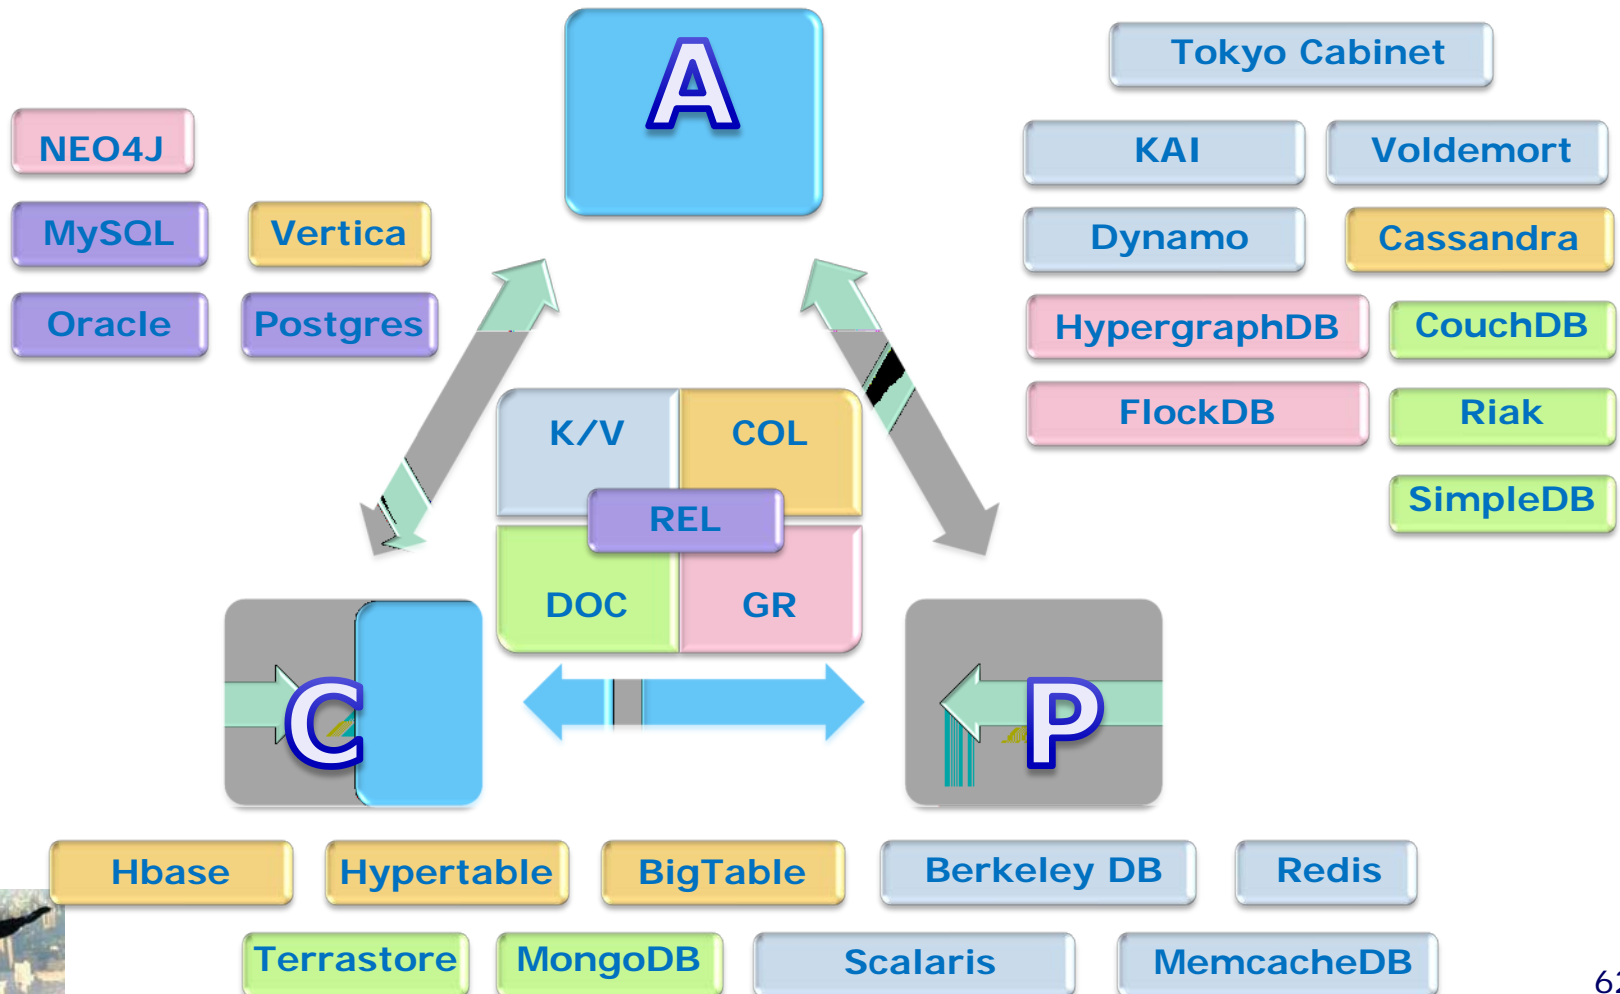 A
Tokyo Cabinet
NEO4J
KAI
Voldemort
MySQL
Vertica
Dynamo
Cassandra
Oracle
Postgres
HypergraphDB
CouchDB
FlockDB
Riak
SimpleDB
K/V
COL
REL
DOC
GR
C
P
Hbase
Hypertable
BigTable
Berkeley DB
Redis
Terrastore
MongoDB
Scalaris
MemcacheDB
62